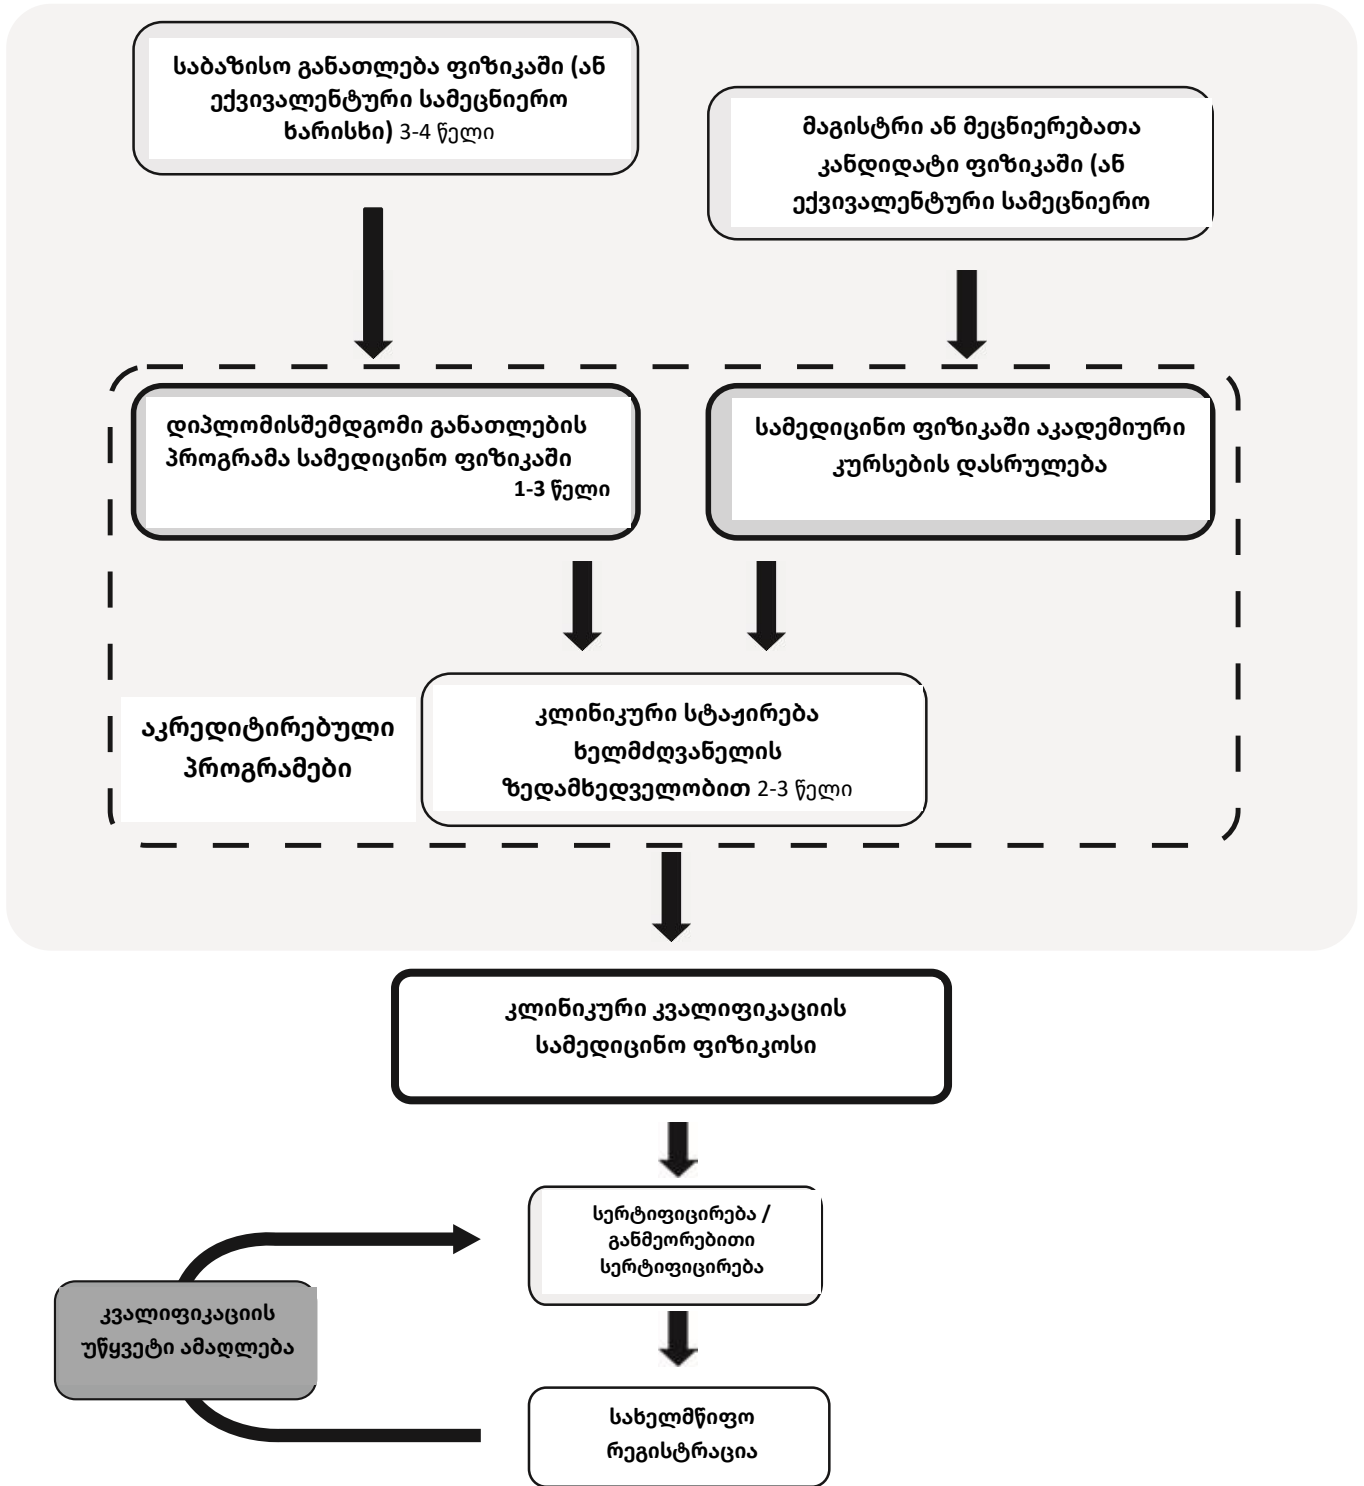 საბაზისო განათლება ფიზიკაში (ან
ექვივალენტური სამეცნიერო
ხარისხი) 3-4 წელი
მაგისტრი ან მეცნიერებათა
კანდიდატი ფიზიკაში (ან
ექვივალენტური სამეცნიერო
დიპლომისშემდგომი განათლების
პროგრამა სამედიცინო ფიზიკაში
1-3 წელი
სამედიცინო ფიზიკაში აკადემიური
კურსების დასრულება
აკრედიტირებული
პროგრამები
კლინიკური სტაჟირება
ხელმძღვანელის
ზედამხედველობით 2-3 წელი
კლინიკური კვალიფიკაციის
სამედიცინო ფიზიკოსი
სერტიფიცირება /
განმეორებითი
სერტიფიცირება
კვალიფიკაციის
უწყვეტი ამაღლება
სახელმწიფო
რეგისტრაცია